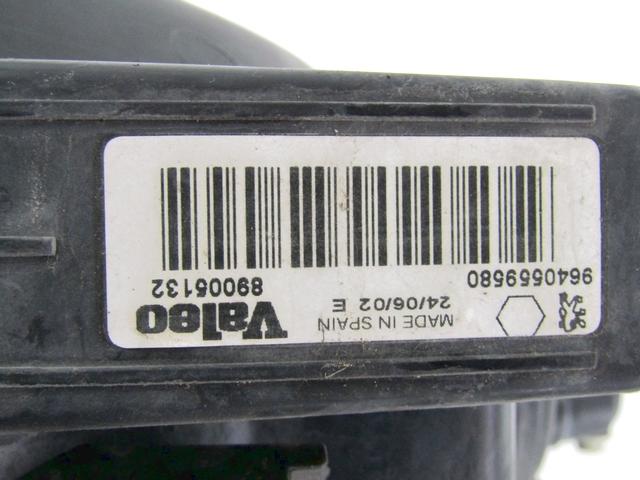 MADE IN SPAIN
24/06/02 E
Valeo
9640559580
89005132